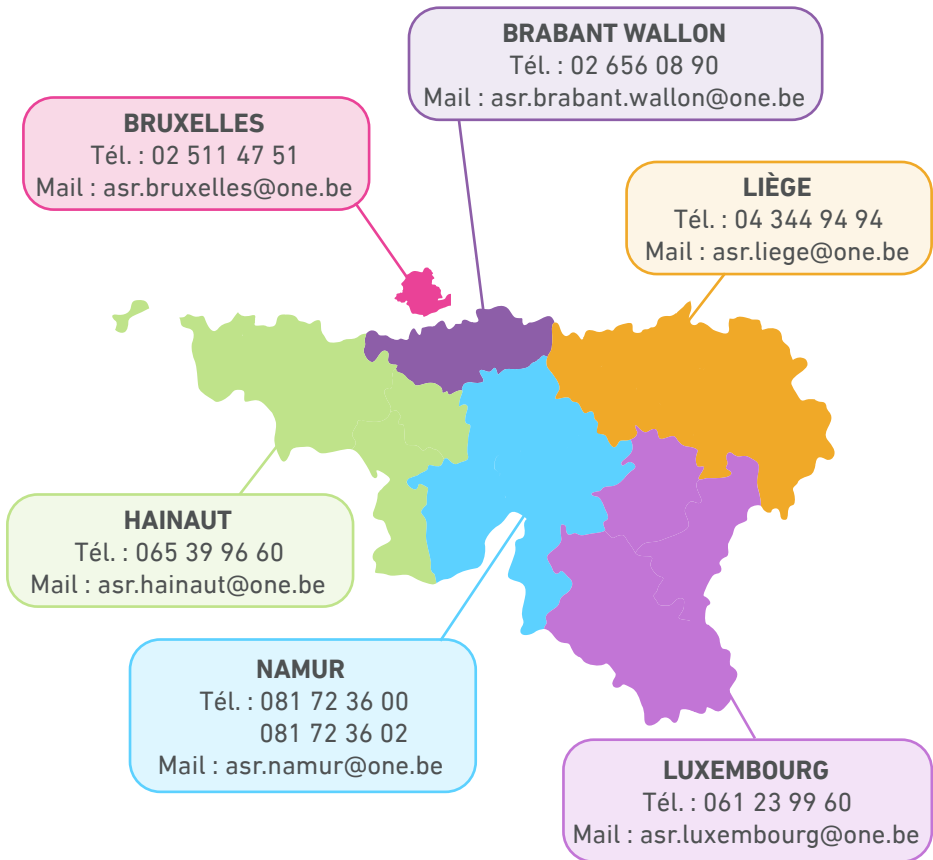 BRABANT WALLON
Tél. : 02 656 08 90
Mail : asr.brabant.wallon@one.be
BRUXELLES
Tél. : 02 511 47 51
Mail : asr.bruxelles@one.be
LIÈGE
Tél. : 04 344 94 94
Mail : asr.liege@one.be
HAINAUT
Tél. : 065 39 96 60
Mail : asr.hainaut@one.be
NAMUR
Tél. : 081 72 36 00
081 72 36 02
Mail : asr.namur@one.be
LUXEMBOURG
Tél. : 061 23 99 60
Mail : asr.luxembourg@one.be